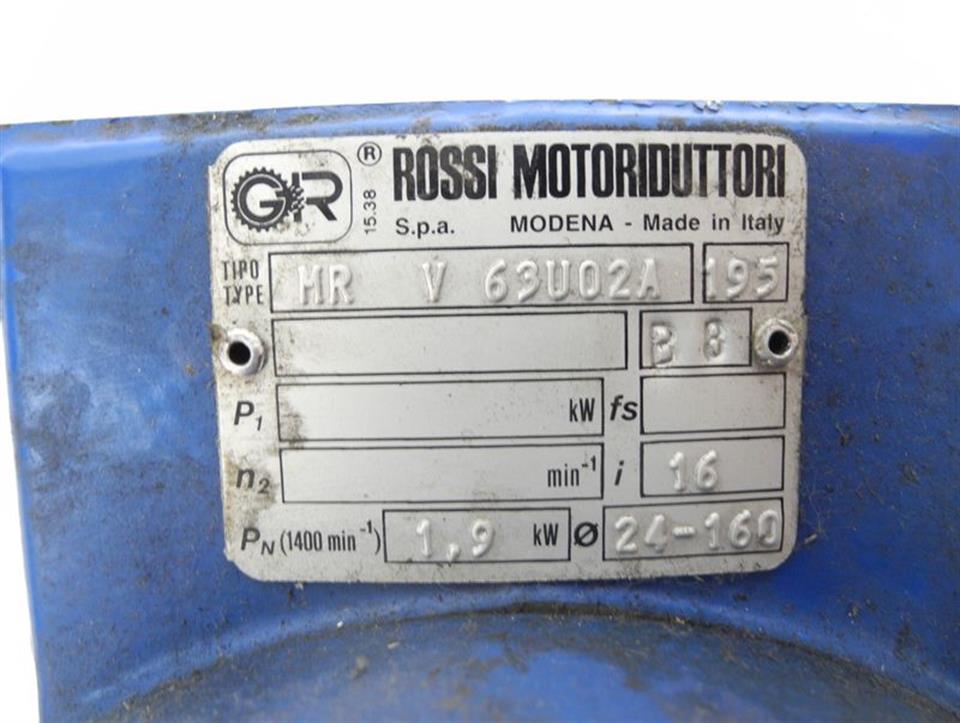 GR ® 15.38 ROSSI MOTORIDUTTORI
S.p.a. MODENA - Made in Italy
TIPO
TYPE MR V 63U02A 195
B 8
P₁ kW fs
n₂ min⁻¹ i 16
PN (1400 min⁻¹) 1,9 kW Ø 24-160